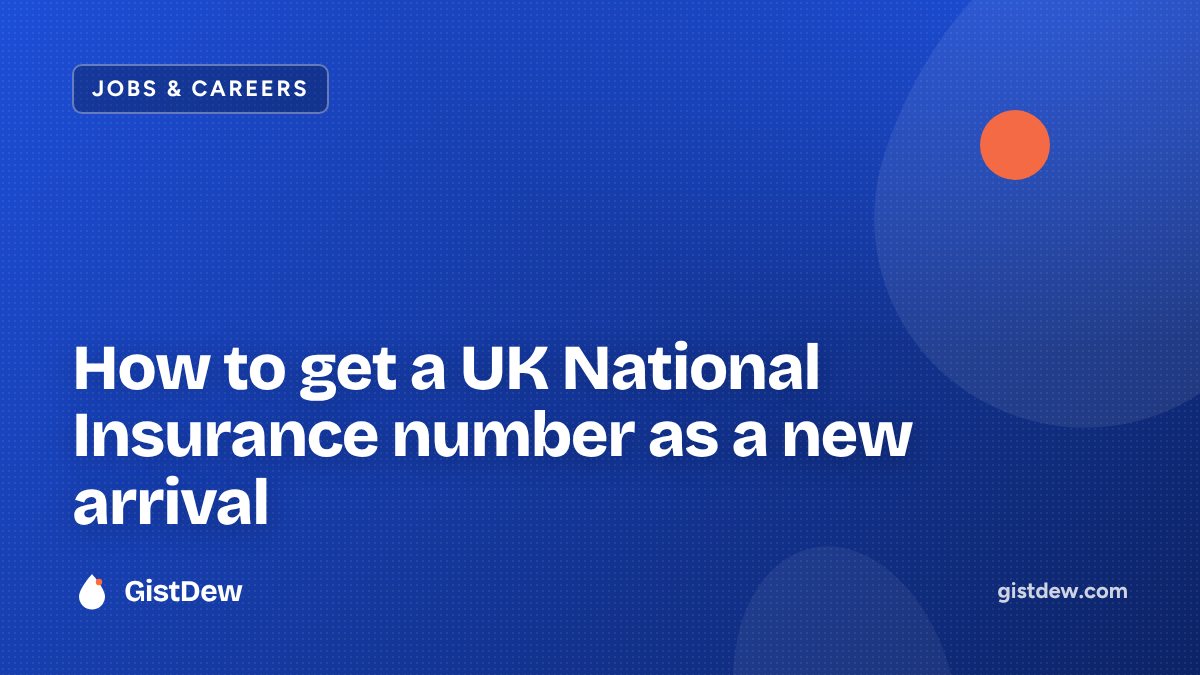 JOBS & CAREERS
How to get a UK National
Insurance number as a new
arrival
GistDew
gistdew.com